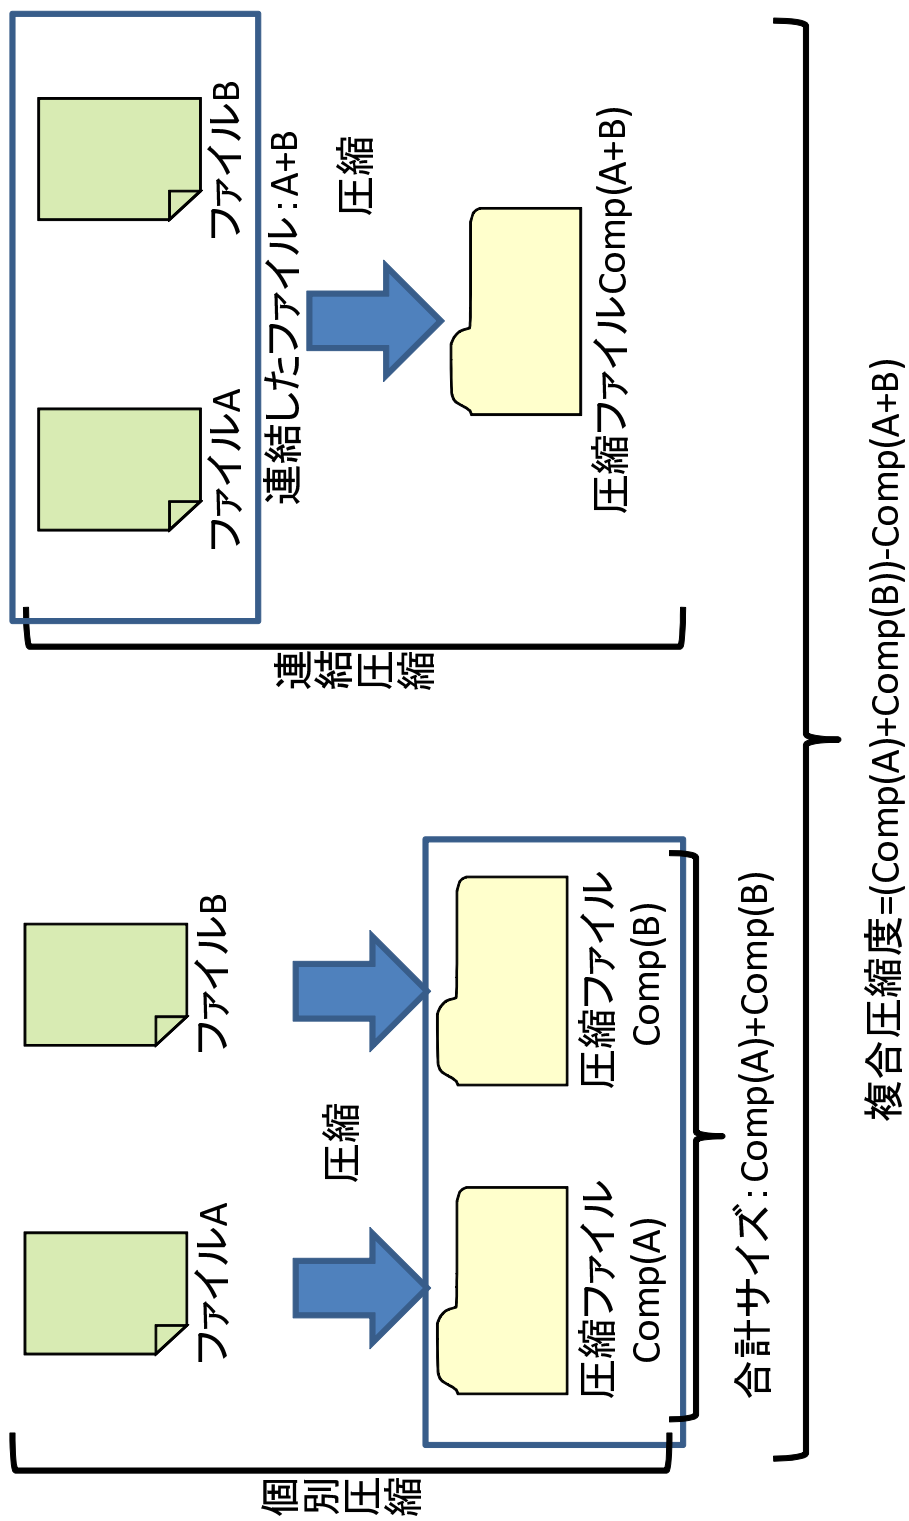 個別圧縮
ファイルA
ファイルB
圧縮
圧縮ファイル
Comp(A)
圧縮ファイル
Comp(B)
合計サイズ：Comp(A)+Comp(B)
連結圧縮
ファイルA
ファイルB
連結したファイル：A+B
圧縮
圧縮ファイルComp(A+B)
複合圧縮度=(Comp(A)+Comp(B))-Comp(A+B)